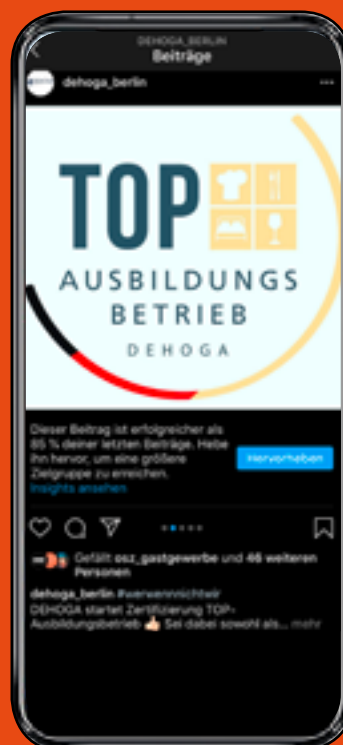 DEHOGA_BERLIN
Beiträge
dehoga_berlin
TOP
AUSBILDUNGS
BETRIEB
DEHOGA
Dieser Beitrag ist erfolgreicher als
85 % deiner letzten Beiträge. Hebe
ihn hervor, um eine größere
Zielgruppe zu erreichen.
Hervorheben
Insights ansehen
Gefällt osz_gastgewerbe und 46 weiteren
Personen
dehoga_berlin #werwennnichtwir
DEHOGA startet Zertifizierung TOP-
Ausbildungsbetrieb 👍🏻 Sei dabei sowohl als... mehr